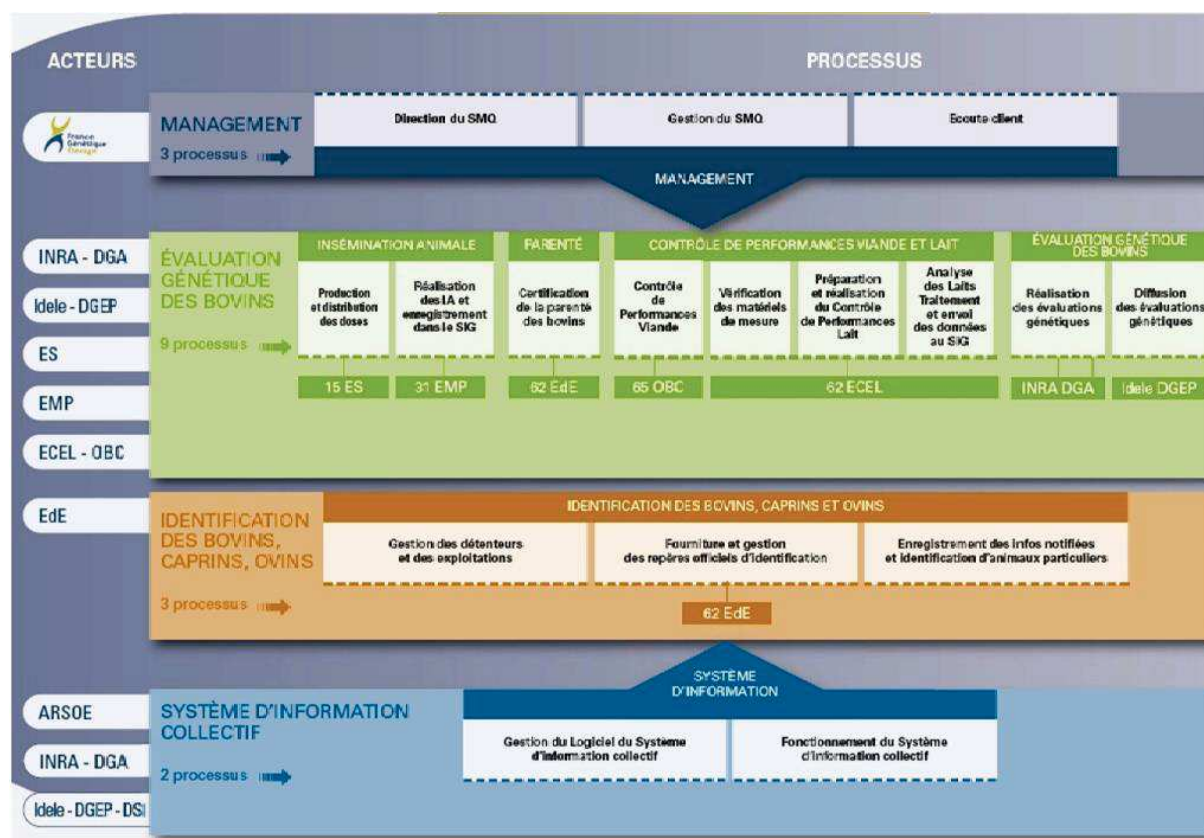 ACTEURS
PROCESSUS
France
Génétique
Elevage
MANAGEMENT
3 processus
Direction du SMQ
Gestion du SMQ
Ecoute client
MANAGEMENT
INRA - DGA
Idele - DGEP
ES
EMP
ECEL - OBC
ÉVALUATION
GÉNÉTIQUE
DES BOVINS
9 processus
INSÉMINATION ANIMALE
PARENTÉ
CONTRÔLE DE PERFORMANCES VIANDE ET LAIT
ÉVALUATION GÉNÉTIQUE
DES BOVINS
Production
et distribution
des doses
Réalisation
des IA et
enregistrement
dans le SIG
Certification
de la parenté
des bovins
Contrôle
de
Performances
Viande
Vérification
des matériels
de mesure
Préparation
et réalisation
du Contrôle
de Performances
Lait
Analyse
des Laits
Traitement
et envoi
des données
au SIG
Réalisation
des évaluations
génétiques
Diffusion
des évaluations
génétiques
15 ES
31 EMP
62 EdE
65 OBC
62 ECEL
INRA DGA
Idele DGEP
EdE
IDENTIFICATION
DES BOVINS,
CAPRINS, OVINS
3 processus
IDENTIFICATION DES BOVINS, CAPRINS ET OVINS
Gestion des détenteurs
et des exploitations
Fourniture et gestion
des repères officiels d'identification
Enregistrement des infos notifiées
et identification d'animaux particuliers
62 EdE
SYSTÈME
D'INFORMATION
ARSOE
INRA - DGA
Idele - DGEP - DSI
SYSTÈME D'INFORMATION
COLLECTIF
2 processus
Gestion du Logiciel du Système
d'information collectif
Fonctionnement du Système
d'information collectif